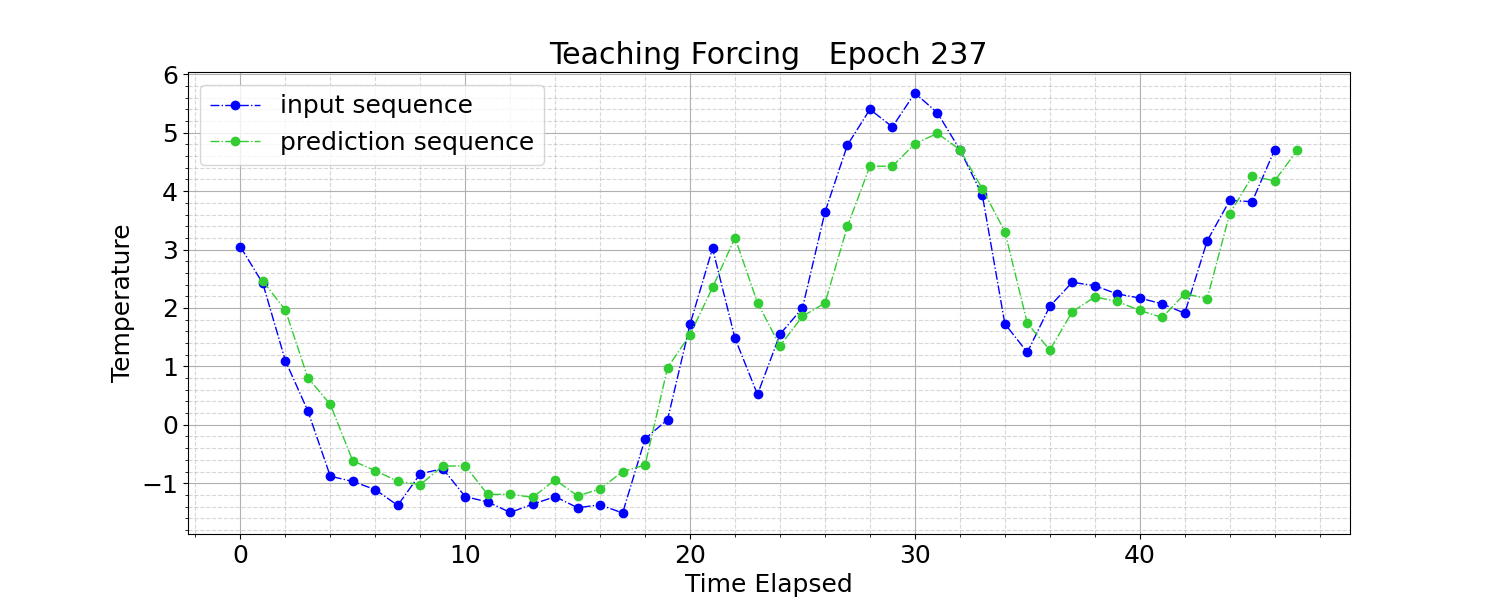 Teaching Forcing   Epoch 237
6
5
4
3
2
1
0
−1
input sequence
prediction sequence
Temperature
0 10 20 30 40
Time Elapsed